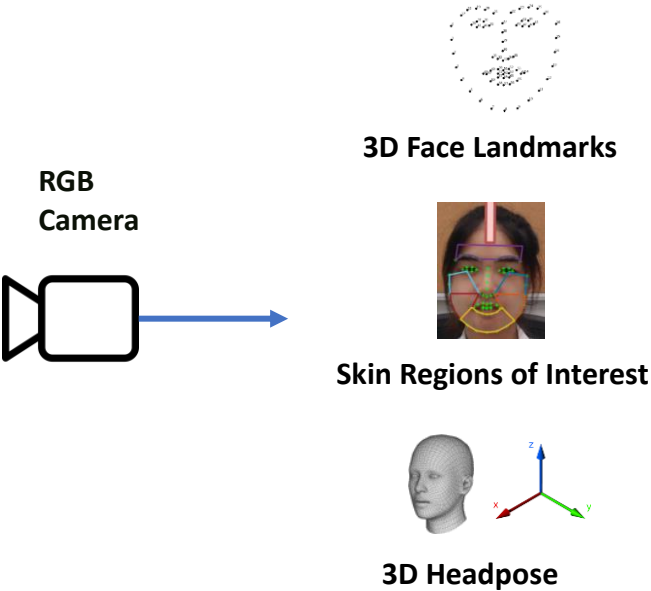 3D Face Landmarks
RGB
Camera
Skin Regions of Interest
z
x
y
3D Headpose